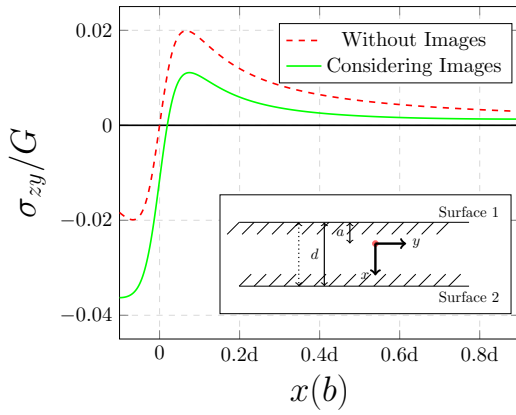 0.02
0
−0.02
−0.04
σzy/G
Without Images
Considering Images
Surface 1
a
d
y
x
Surface 2
0
0.2d
0.4d
0.6d
0.8d
x(b)